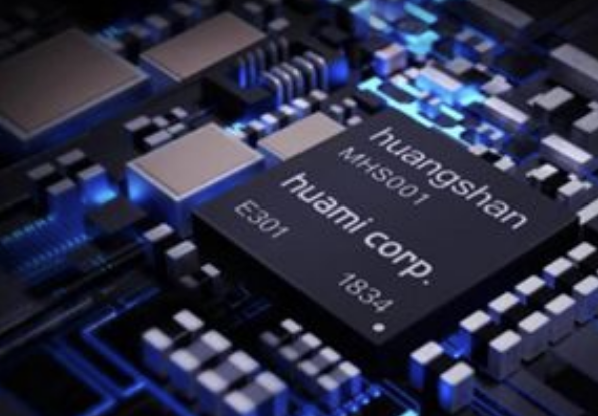 huangshan
MHS001
huami corp.
E301
1834